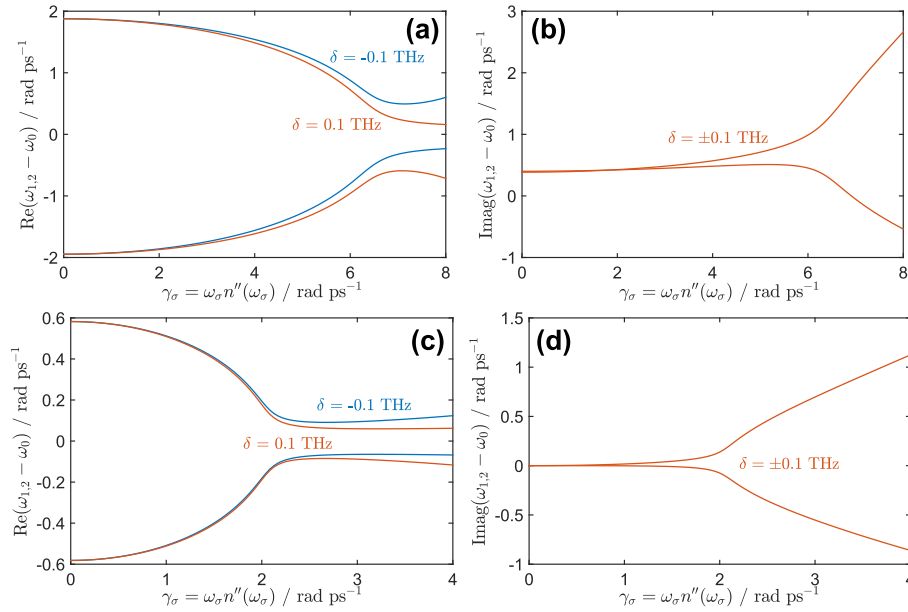 (a)
3
2
1
0
-1
-2
0
2
4
6
8
δ = -0.1 THz
δ = 0.1 THz
Re(ω₁,₂ − ω₀) / rad ps⁻¹
γσ = ωσn″(ωσ) / rad ps⁻¹
(b)
3
2
1
0
-1
0
2
4
6
8
δ = ±0.1 THz
Imag(ω₁,₂ − ω₀) / rad ps⁻¹
γσ = ωσn″(ωσ) / rad ps⁻¹
(c)
0.6
0.4
0.2
0
-0.2
-0.4
-0.6
0
1
2
3
4
δ = -0.1 THz
δ = 0.1 THz
Re(ω₁,₂ − ω₀) / rad ps⁻¹
γσ = ωσn″(ωσ) / rad ps⁻¹
(d)
1.5
1
0.5
0
-0.5
-1
0
1
2
3
4
δ = ±0.1 THz
Imag(ω₁,₂ − ω₀) / rad ps⁻¹
γσ = ωσn″(ωσ) / rad ps⁻¹